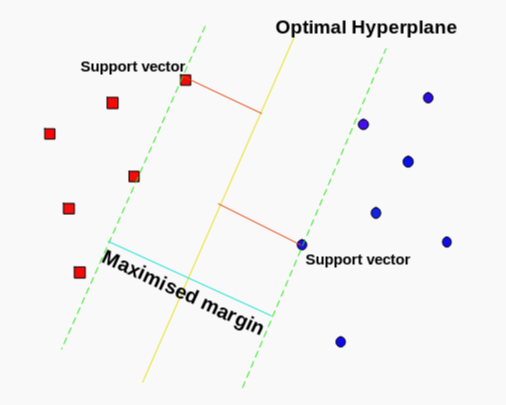 Optimal Hyperplane
Support vector
Support vector
Maximised margin